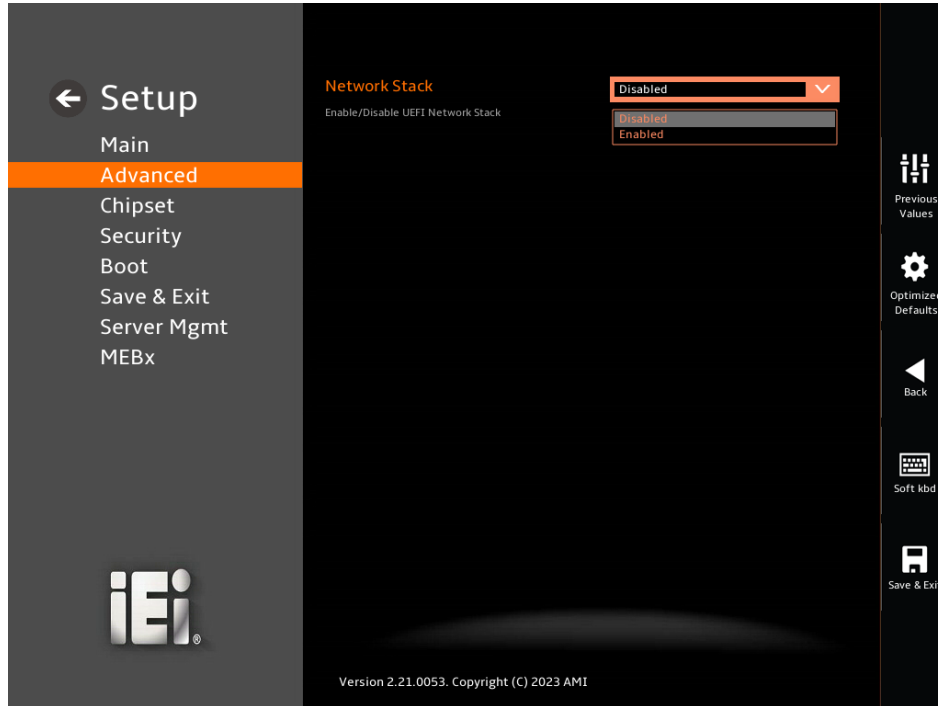 Setup
Main
Advanced
Chipset
Security
Boot
Save & Exit
Server Mgmt
MEBx
iEi®
Network Stack
Disabled
Enable/Disable UEFI Network Stack
Disabled
Enabled
Version 2.21.0053. Copyright (C) 2023 AMI
Previous
Values
Optimized
Defaults
Back
Soft kbd
Save & Exi